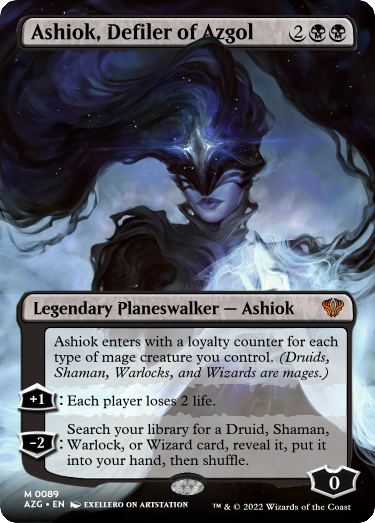 Ashiok, Defiler of Azgol 2
Legendary Planeswalker — Ashiok
Ashiok enters with a loyalty counter for each
type of mage creature you control. (Druids,
Shaman, Warlocks, and Wizards are mages.)
+1 : Each player loses 2 life.
Search your library for a Druid, Shaman,
-2 : Warlock, or Wizard card, reveal it, put it
into your hand, then shuffle.
0
M 0089
AZG • EN EXELLERO ON ARTSTATION
™ & © 2022 Wizards of the Coast